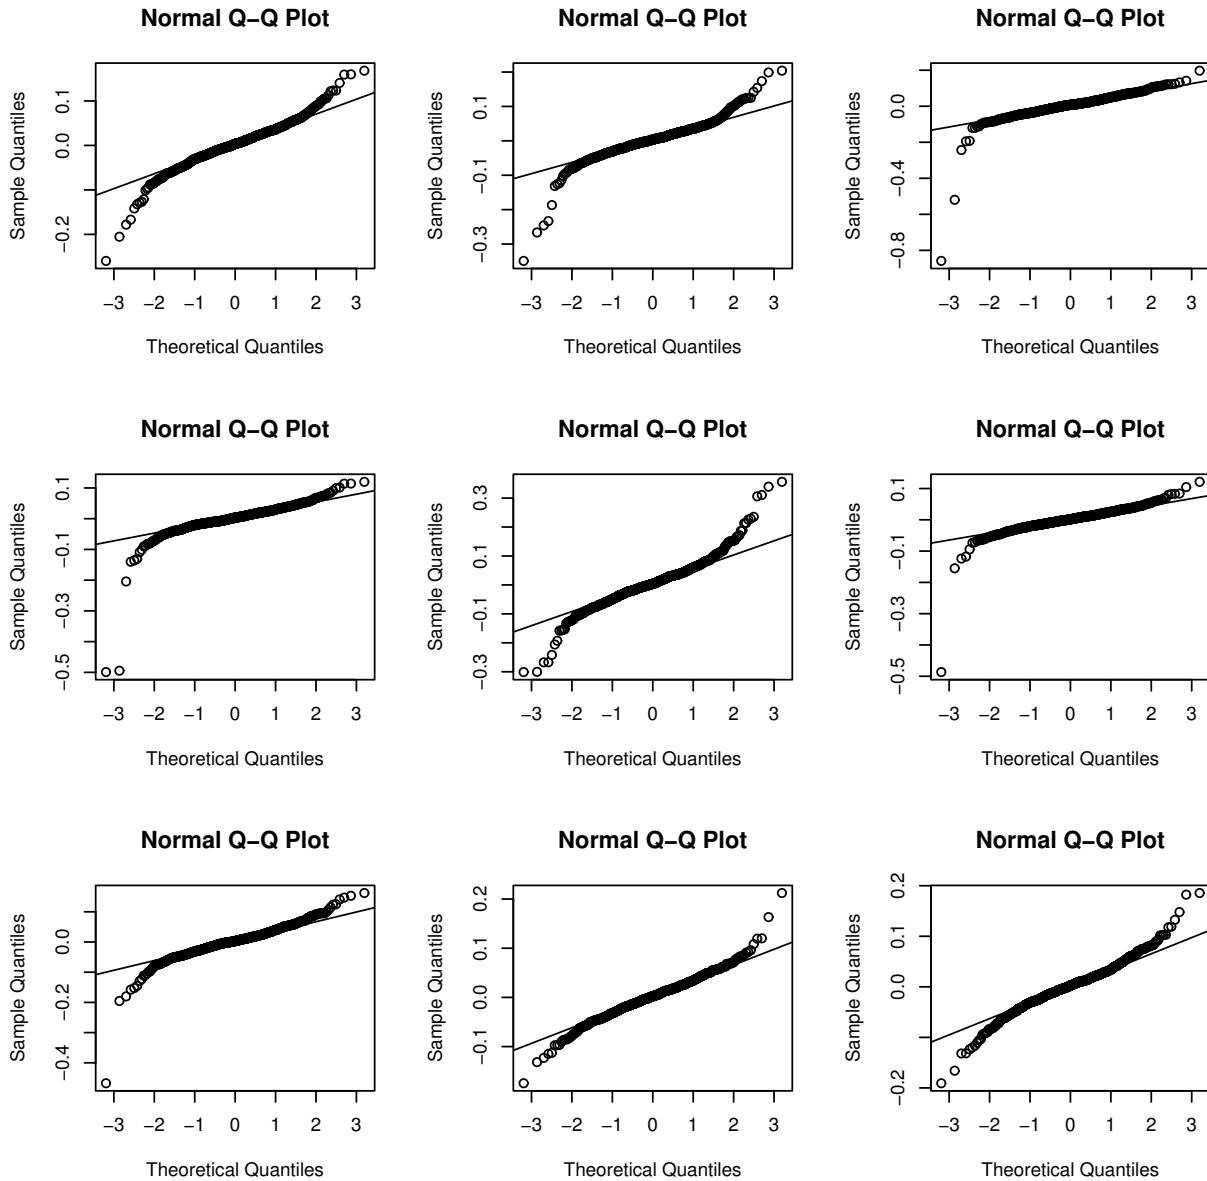 Normal Q−Q Plot
Sample Quantiles
−0.2 0.0 0.1
−3 −2 −1 0 1 2 3
Theoretical Quantiles
Normal Q−Q Plot
Sample Quantiles
−0.3 −0.1 0.1
−3 −2 −1 0 1 2 3
Theoretical Quantiles
Normal Q−Q Plot
Sample Quantiles
−0.8 −0.4 0.0
−3 −2 −1 0 1 2 3
Theoretical Quantiles
Normal Q−Q Plot
Sample Quantiles
−0.5 −0.3 −0.1 0.1
−3 −2 −1 0 1 2 3
Theoretical Quantiles
Normal Q−Q Plot
Sample Quantiles
−0.3 −0.1 0.1 0.3
−3 −2 −1 0 1 2 3
Theoretical Quantiles
Normal Q−Q Plot
Sample Quantiles
−0.5 −0.3 −0.1 0.1
−3 −2 −1 0 1 2 3
Theoretical Quantiles
Normal Q−Q Plot
Sample Quantiles
−0.4 −0.2 0.0
−3 −2 −1 0 1 2 3
Theoretical Quantiles
Normal Q−Q Plot
Sample Quantiles
−0.1 0.0 0.1 0.2
−3 −2 −1 0 1 2 3
Theoretical Quantiles
Normal Q−Q Plot
Sample Quantiles
−0.2 0.0 0.1 0.2
−3 −2 −1 0 1 2 3
Theoretical Quantiles